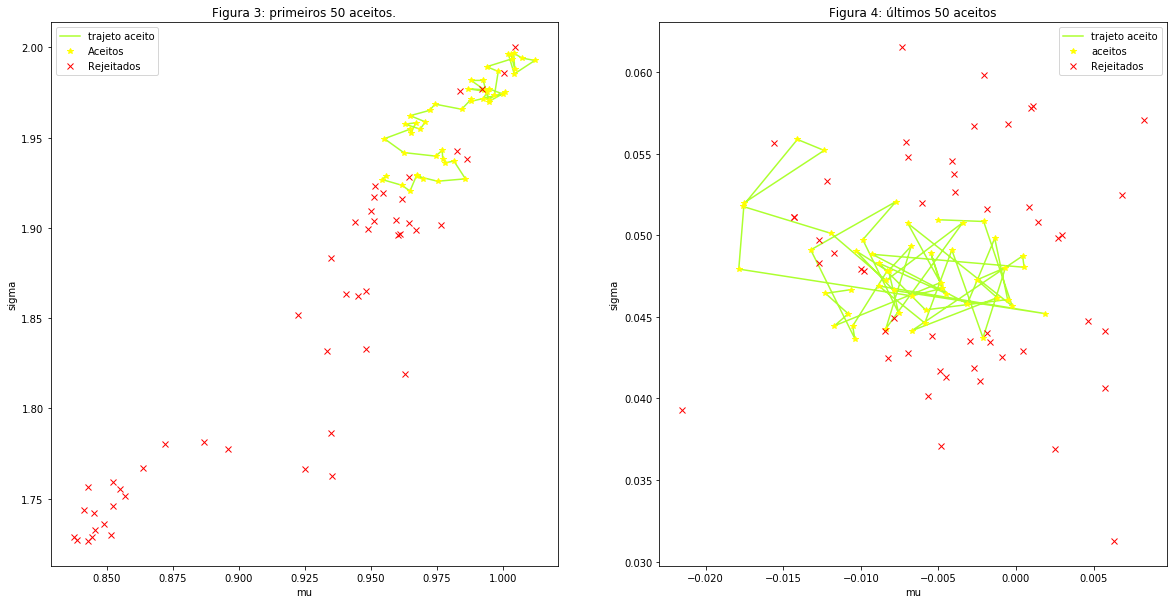 Figura 3: primeiros 50 aceitos.
trajeto aceito
Aceitos
Rejeitados
2.00
1.95
1.90
1.85
1.80
1.75
sigma
0.850
0.875
0.900
0.925
0.950
0.975
1.000
mu
Figura 4: últimos 50 aceitos
trajeto aceito
aceitos
Rejeitados
0.060
0.055
0.050
0.045
0.040
0.035
0.030
sigma
−0.020
−0.015
−0.010
−0.005
0.000
0.005
mu